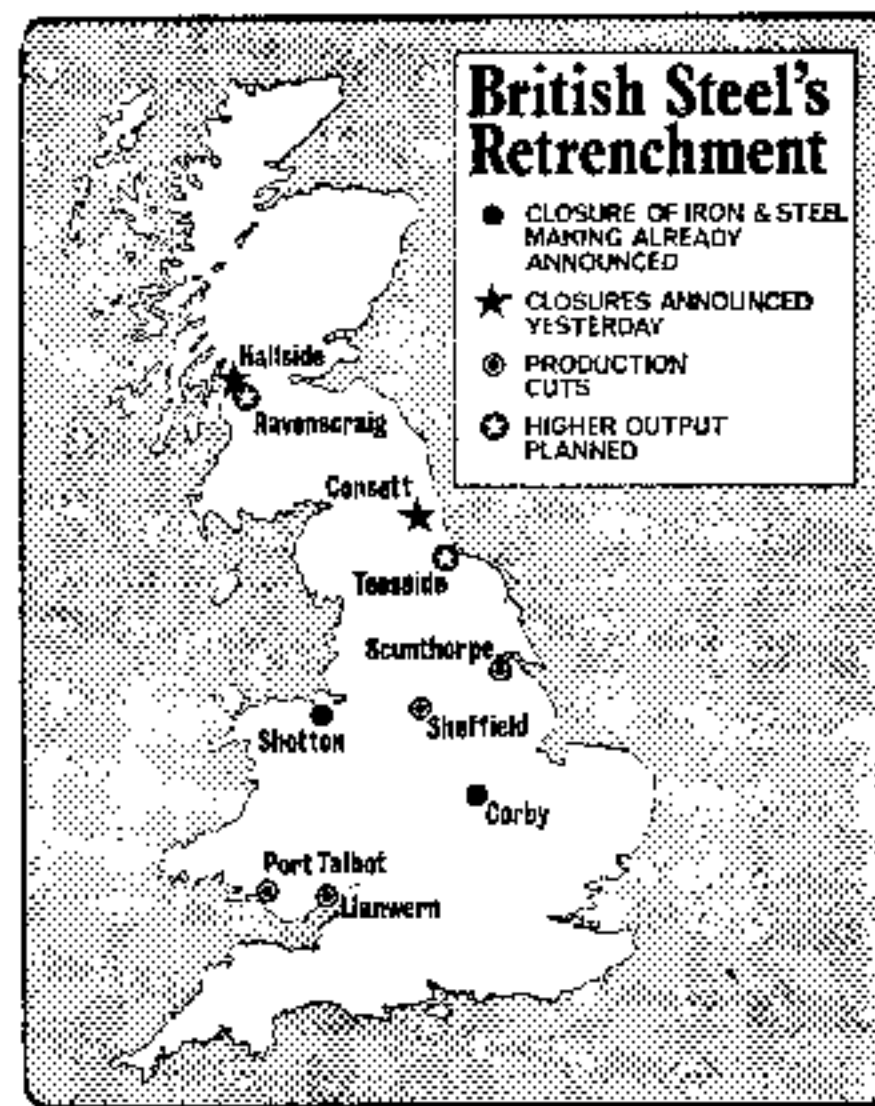 British Steel's
Retrenchment
CLOSURE OF IRON & STEEL
MAKING ALREADY
ANNOUNCED
CLOSURES ANNOUNCED
YESTERDAY
PRODUCTION
CUTS
HIGHER OUTPUT
PLANNED
Hallside
Ravenscraig
Consett
Teesside
Scunthorpe
Sheffield
Shotton
Corby
Port Talbot
Llanwern